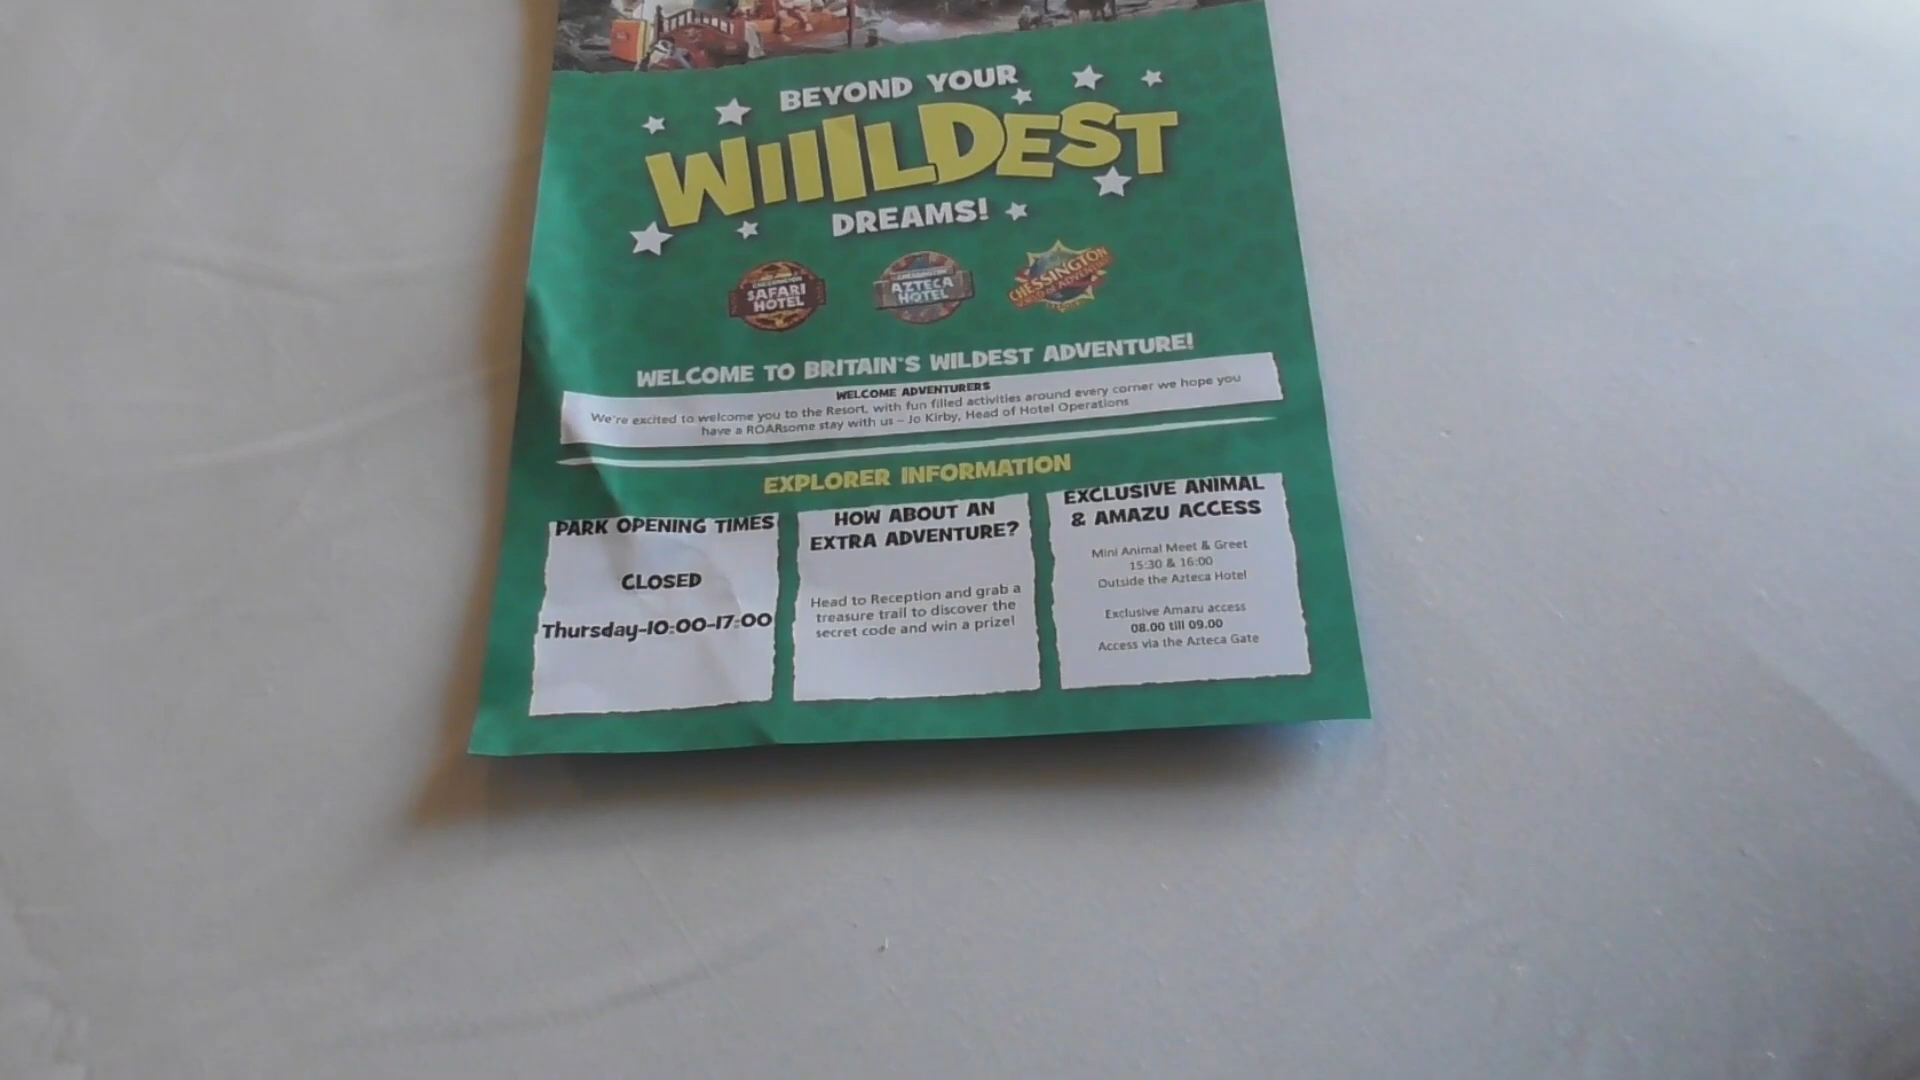 BEYOND YOUR
WIIILDEST
DREAMS!
CHESSINGTON
SAFARI
HOTEL
CHESSINGTON
AZTECA
HOTEL
CHESSINGTON
WORLD OF ADVENTURES
WELCOME TO BRITAIN'S WILDEST ADVENTURE!
WELCOME ADVENTURERS
We're excited to welcome you to the Resort, with fun filled activities around every corner we hope you
have a ROARsome stay with us – Jo Kirby, Head of Hotel Operations
EXPLORER INFORMATION
PARK OPENING TIMES
CLOSED
Thursday-10:00-17:00
HOW ABOUT AN
EXTRA ADVENTURE?
Head to Reception and grab a
treasure trail to discover the
secret code and win a prize!
EXCLUSIVE ANIMAL
& AMAZU ACCESS
Mini Animal Meet & Greet
15:30 & 16:00
Outside the Azteca Hotel
Exclusive Amazu access
08.00 till 09.00
Access via the Azteca Gate